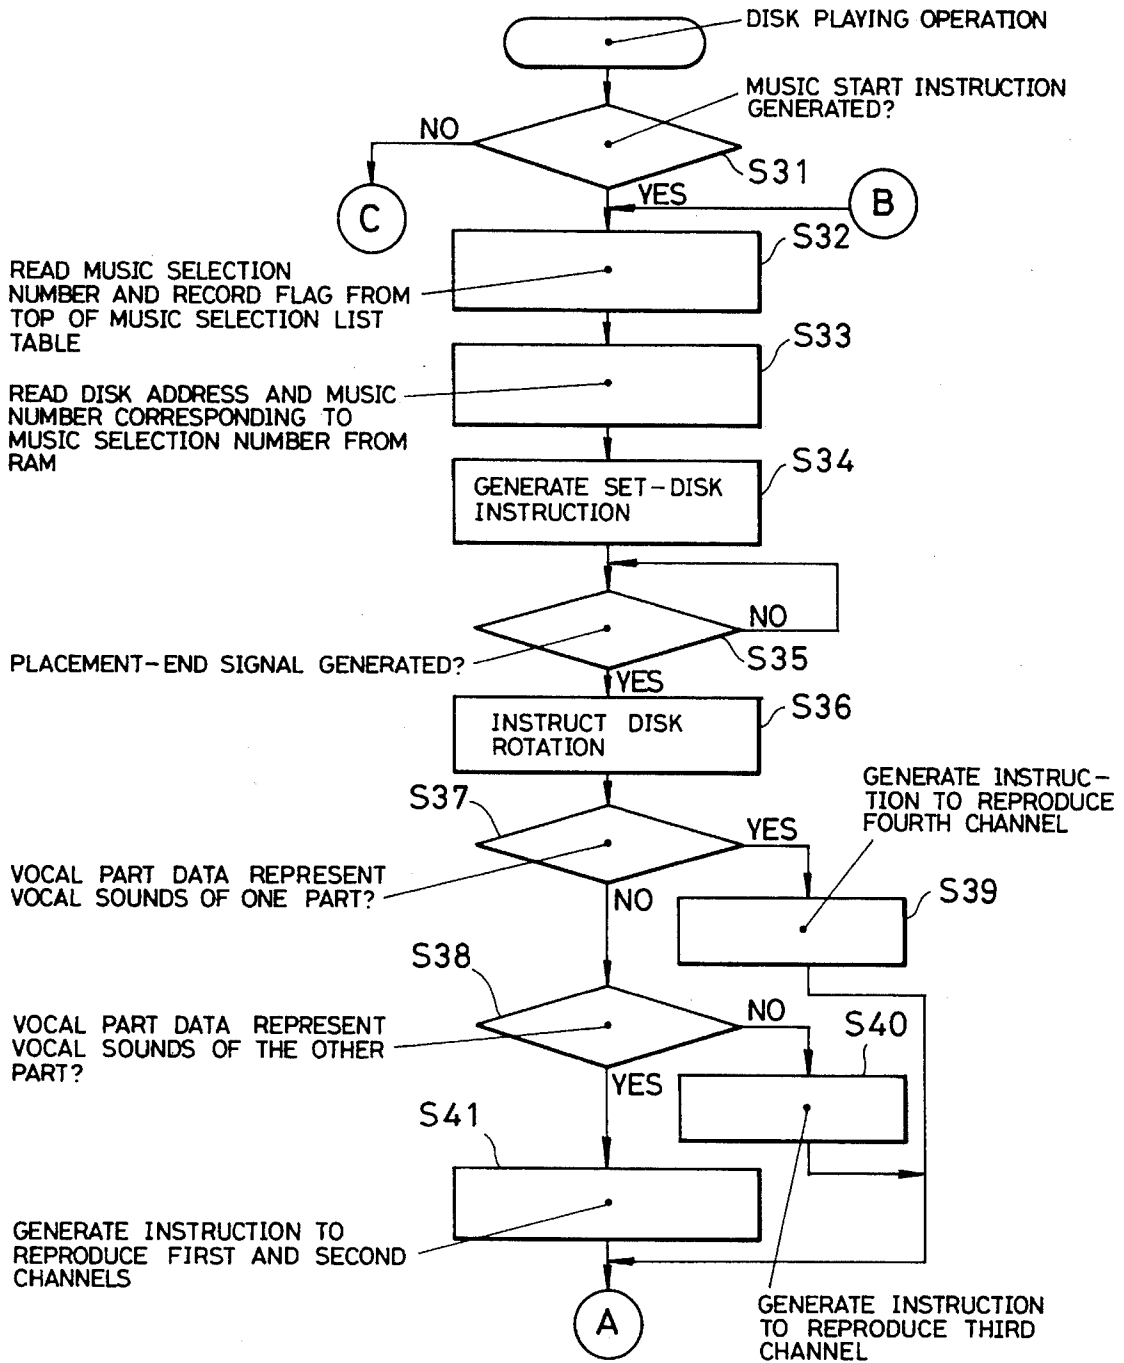 DISK PLAYING OPERATION
MUSIC START INSTRUCTION
GENERATED?
NO
S31
YES
C
B
S32
READ MUSIC SELECTION
NUMBER AND RECORD FLAG FROM
TOP OF MUSIC SELECTION LIST
TABLE
S33
READ DISK ADDRESS AND MUSIC
NUMBER CORRESPONDING TO
MUSIC SELECTION NUMBER FROM
RAM
S34
GENERATE SET-DISK
INSTRUCTION
NO
S35
PLACEMENT-END SIGNAL GENERATED?
YES
S36
INSTRUCT DISK
ROTATION
GENERATE INSTRUC-
TION TO REPRODUCE
FOURTH CHANNEL
S37
YES
VOCAL PART DATA REPRESENT
VOCAL SOUNDS OF ONE PART?
NO
S39
S38
NO
S40
VOCAL PART DATA REPRESENT
VOCAL SOUNDS OF THE OTHER
PART?
YES
S41
GENERATE INSTRUCTION TO
REPRODUCE FIRST AND SECOND
CHANNELS
A
GENERATE INSTRUCTION
TO REPRODUCE THIRD
CHANNEL